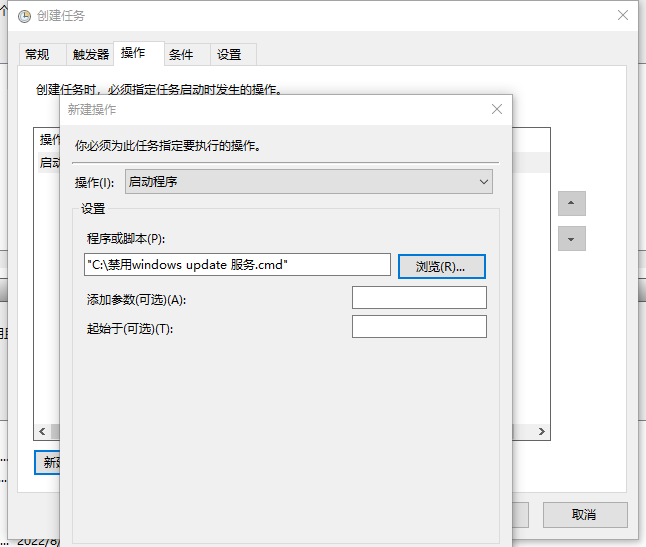 创建任务
常规 触发器 操作 条件 设置
创建任务时，必须指定任务启动时发生的操作。
新建操作
操作
你必须为此任务指定要执行的操作。
启动
操作(I): 启动程序
设置
程序或脚本(P):
"C:\禁用windows update 服务.cmd"
浏览(R)...
添加参数(可选)(A):
起始于(可选)(T):
新建
取消
2022/8/